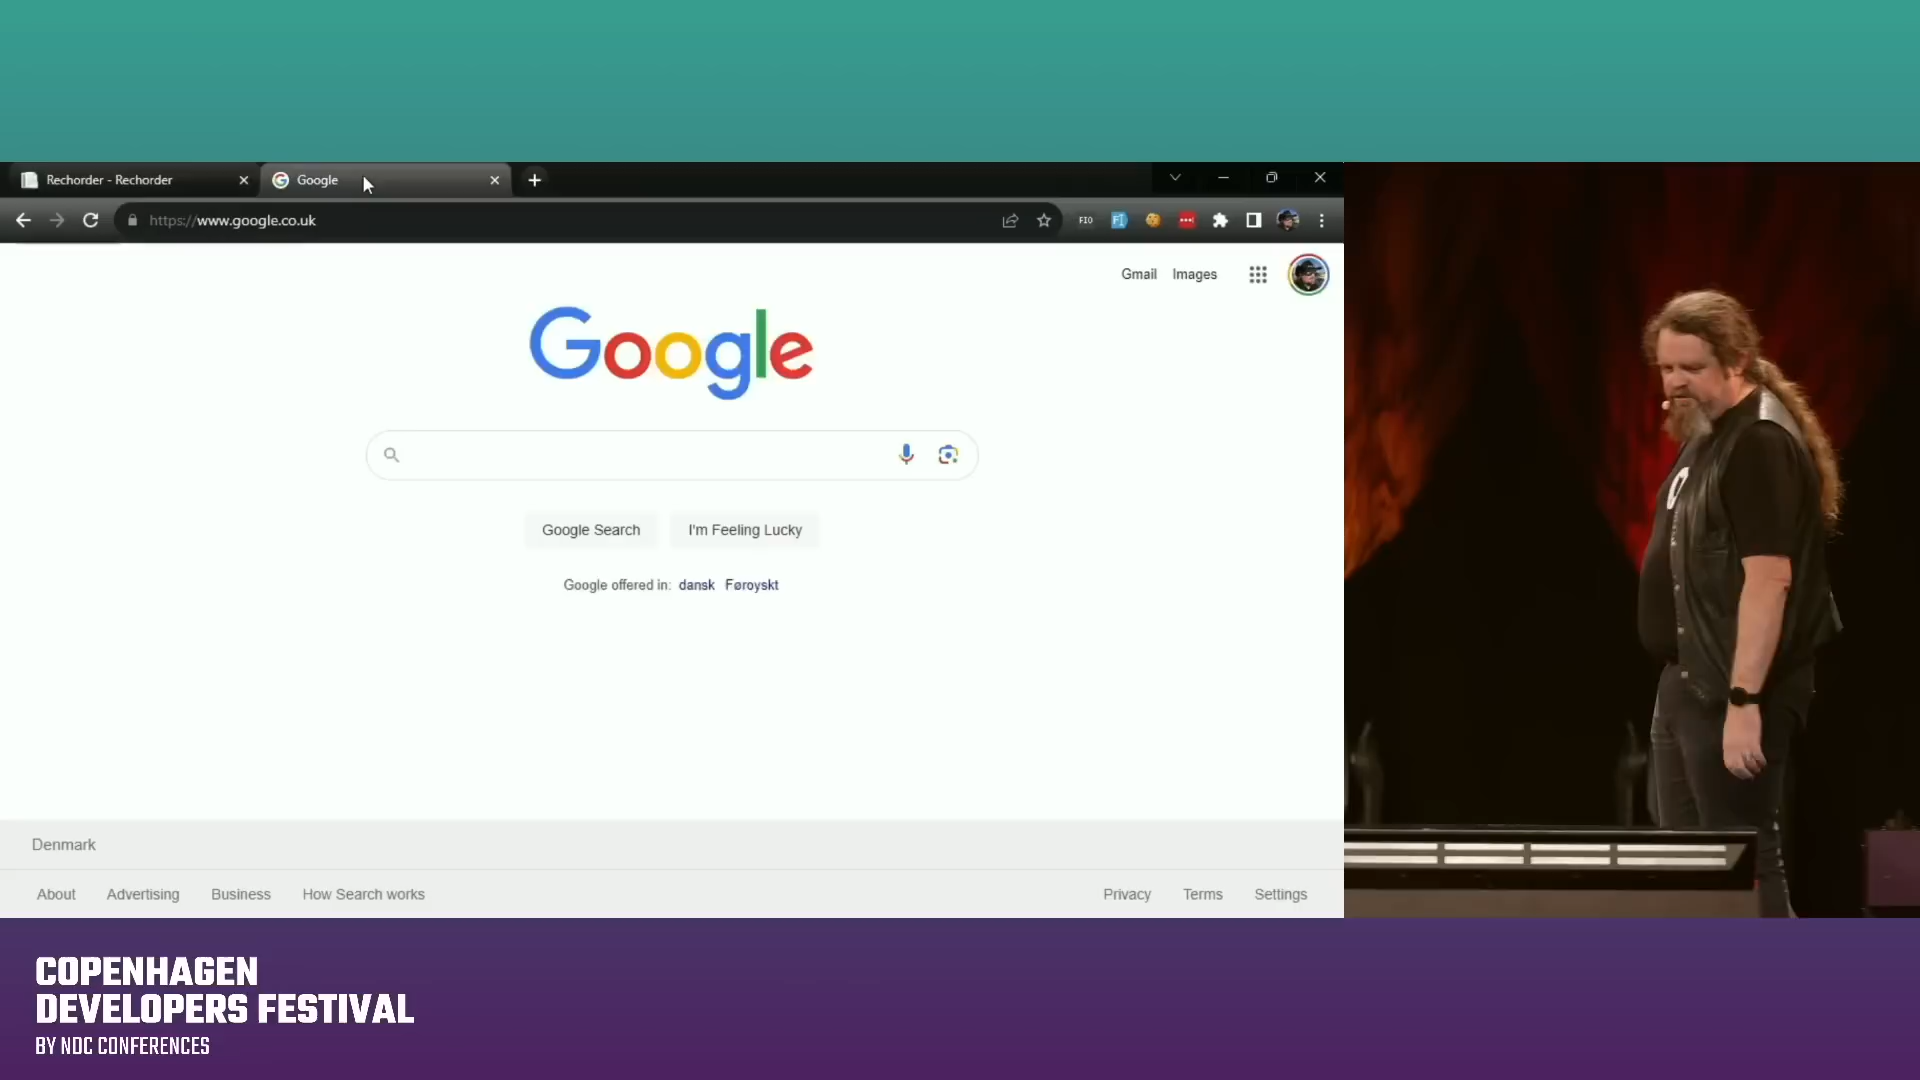 Rechorder - Rechorder
Google
https://www.google.co.uk
FIO
Gmail Images
Google
Google Search
I'm Feeling Lucky
Google offered in: dansk Føroyskt
Denmark
About Advertising Business How Search works
Privacy Terms Settings
COPENHAGEN
DEVELOPERS FESTIVAL
BY NDC CONFERENCES